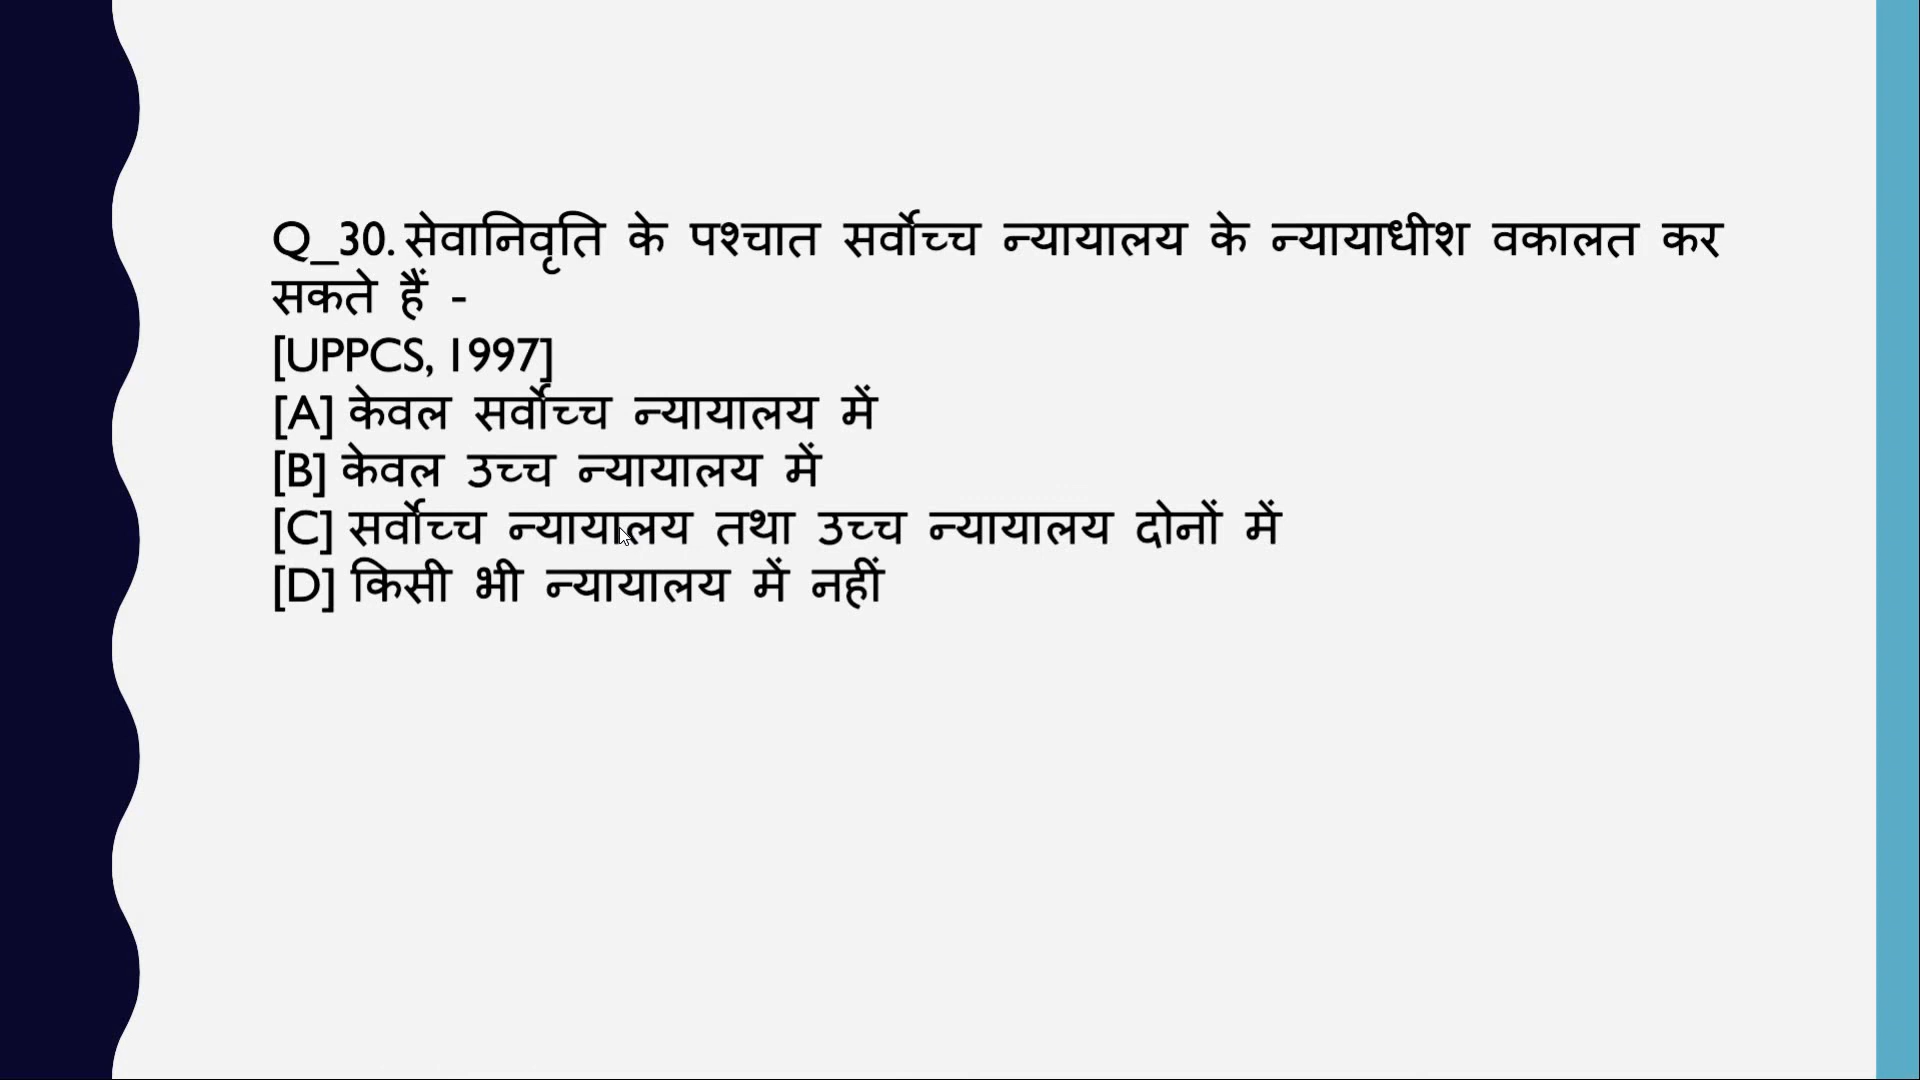 Q_30. सेवानिवृति के पश्चात सर्वोच्च न्यायालय के न्यायाधीश वकालत कर
सकते हैं -
[UPPCS, 1997]
[A] केवल सर्वोच्च न्यायालय में
[B] केवल उच्च न्यायालय में
[C] सर्वोच्च न्यायालय तथा उच्च न्यायालय दोनों में
[D] किसी भी न्यायालय में नहीं